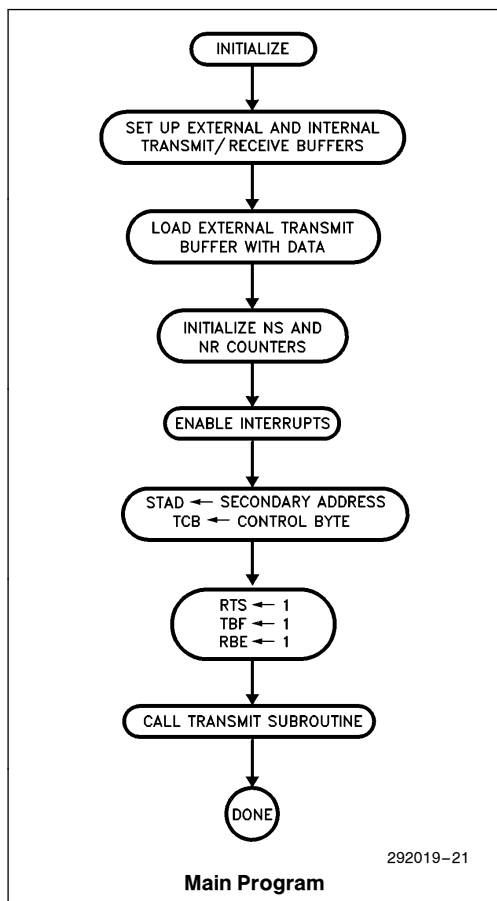 INITIALIZE
SET UP EXTERNAL AND INTERNAL
TRANSMIT/RECEIVE BUFFERS
LOAD EXTERNAL TRANSMIT
BUFFER WITH DATA
INITIALIZE NS AND
NR COUNTERS
ENABLE INTERRUPTS
STAD ← SECONDARY ADDRESS
TCB ← CONTROL BYTE
RTS ← 1
TBF ← 1
RBE ← 1
CALL TRANSMIT SUBROUTINE
DONE
292019–21
Main Program